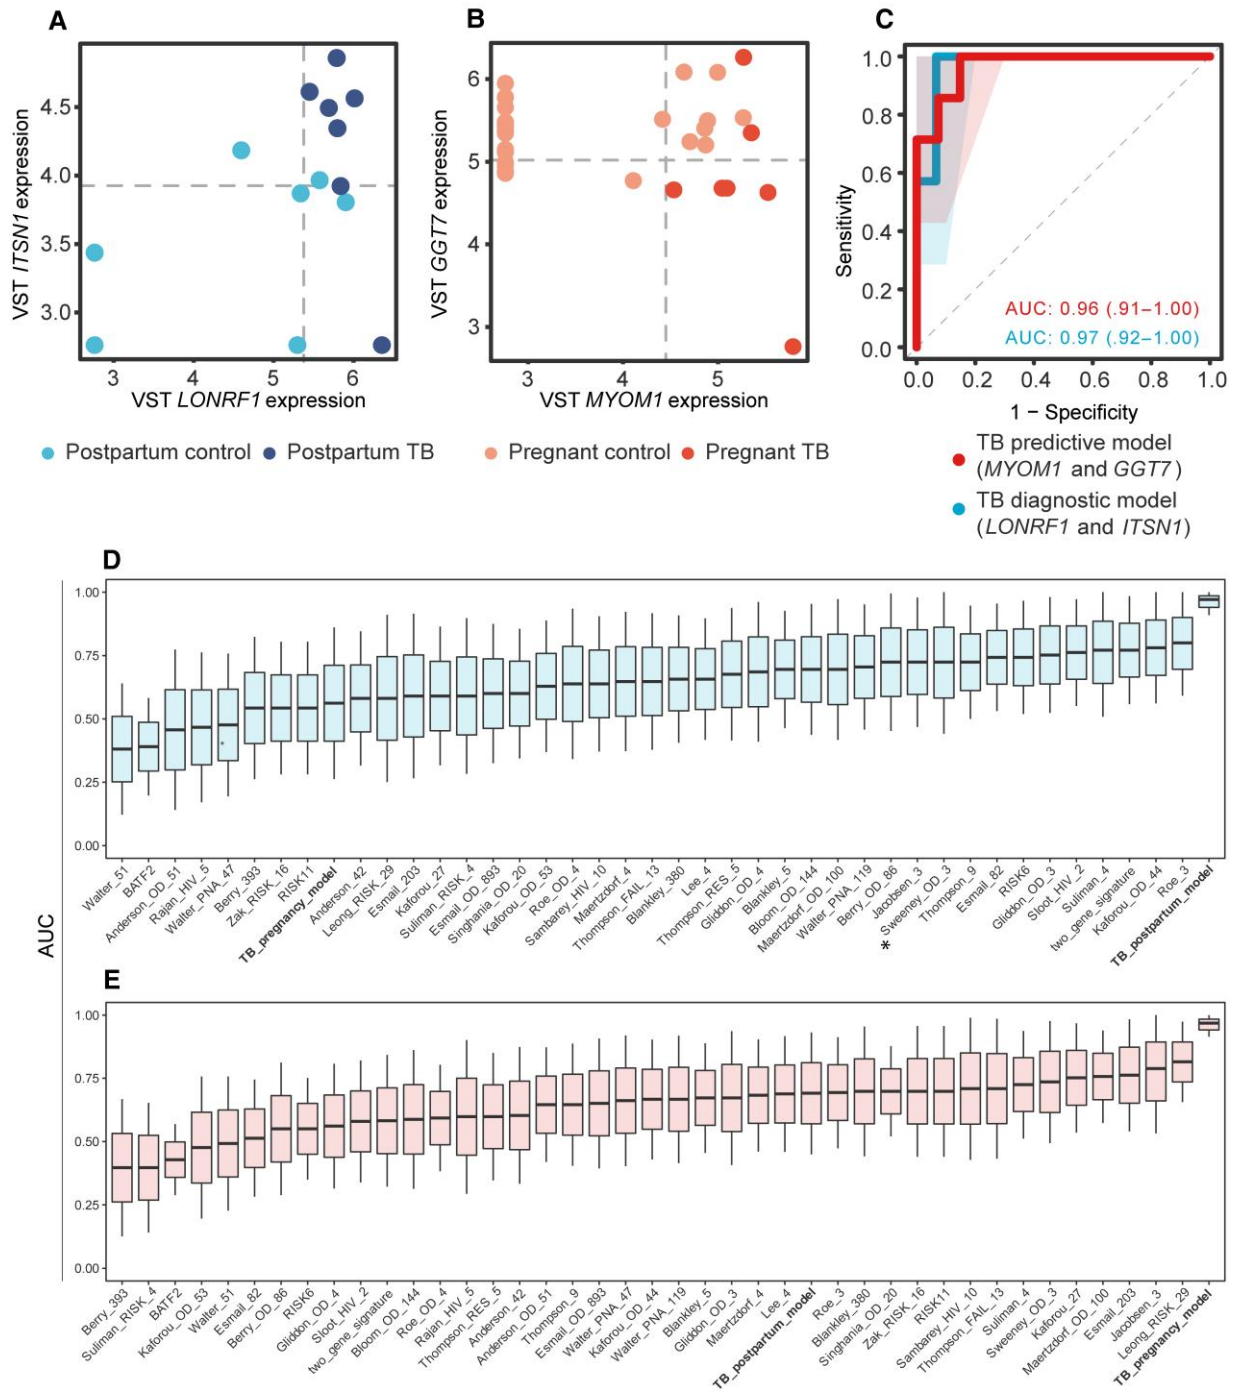 A
VST ITSN1 expression
4.5
4.0
3.5
3.0
3 4 5 6
VST LONRF1 expression
Postpartum control Postpartum TB
B
VST GGT7 expression
6
5
4
3
3 4 5
VST MYOM1 expression
Pregnant control Pregnant TB
C
Sensitivity
1.0
0.8
0.6
0.4
0.2
0.0
AUC: 0.96 (.91–1.00)
AUC: 0.97 (.92–1.00)
0.0 0.2 0.4 0.6 0.8 1.0
1 − Specificity
TB predictive model
(MYOM1 and GGT7)
TB diagnostic model
(LONRF1 and ITSN1)
AUC
D
1.00
0.75
0.50
0.25
0.00
Walter_51
BATF2
Anderson_OD_51
Rajan_HIV_5
Walter_PNA_47
Berry_393
Zak_RISK_16
RISK11
TB_pregnancy_model
Anderson_42
Leong_RISK_29
Esmail_203
Kaforou_27
Suliman_RISK_4
Esmail_OD_893
Singhania_OD_20
Kaforou_OD_53
Roe_OD_4
Sambarey_HIV_10
Maertzdorf_4
Thompson_FAIL_13
Blankley_380
Lee_4
Thompson_RES_5
Gliddon_OD_4
Blankley_5
Bloom_OD_144
Maertzdorf_OD_100
Walter_PNA_119
Berry_OD_86
Jacobsen_3
*
Sweeney_OD_3
Thompson_9
Esmail_82
RISK6
Gliddon_OD_3
Sloot_HIV_2
Suliman_4
two_gene_signature
Kaforou_OD_44
Roe_3
TB_postpartum_model
E
1.00
0.75
0.50
0.25
0.00
Berry_393
Suliman_RISK_4
BATF2
Kaforou_OD_53
Walter_51
Esmail_82
Berry_OD_86
RISK6
Gliddon_OD_4
Sloot_HIV_2
two_gene_signature
Bloom_OD_144
Roe_OD_4
Rajan_HIV_5
Thompson_RES_5
Anderson_42
Anderson_OD_51
Thompson_9
Esmail_OD_893
Walter_PNA_47
Kaforou_OD_44
Walter_PNA_119
Blankley_5
Gliddon_OD_3
Maertzdorf_4
Lee_4
TB_postpartum_model
Roe_3
Blankley_380
Singhania_OD_20
Zak_RISK_16
RISK11
Sambarey_HIV_10
Thompson_FAIL_13
Suliman_4
Sweeney_OD_3
Kaforou_27
Maertzdorf_OD_100
Esmail_203
Jacobsen_3
Leong_RISK_29
TB_pregnancy_model